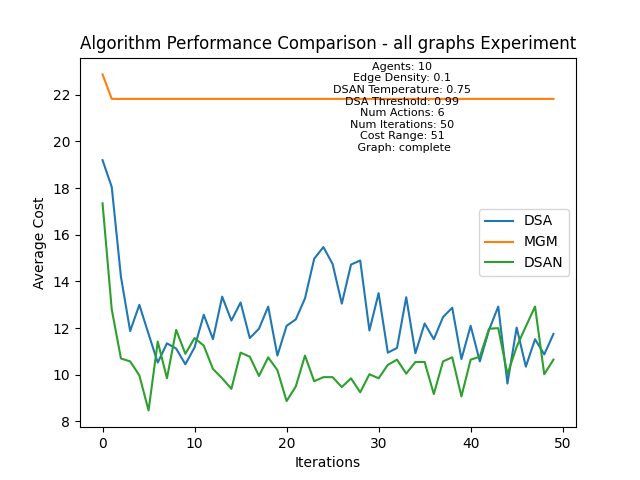 Algorithm Performance Comparison - all graphs Experiment
Agents: 10
Edge Density: 0.1
DSAN Temperature: 0.75
DSA Threshold: 0.99
Num Actions: 6
Num Iterations: 50
Cost Range: 51
Graph: complete
22
20
18
16
14
12
10
8
Average Cost
DSA
MGM
DSAN
0 10 20 30 40 50
Iterations